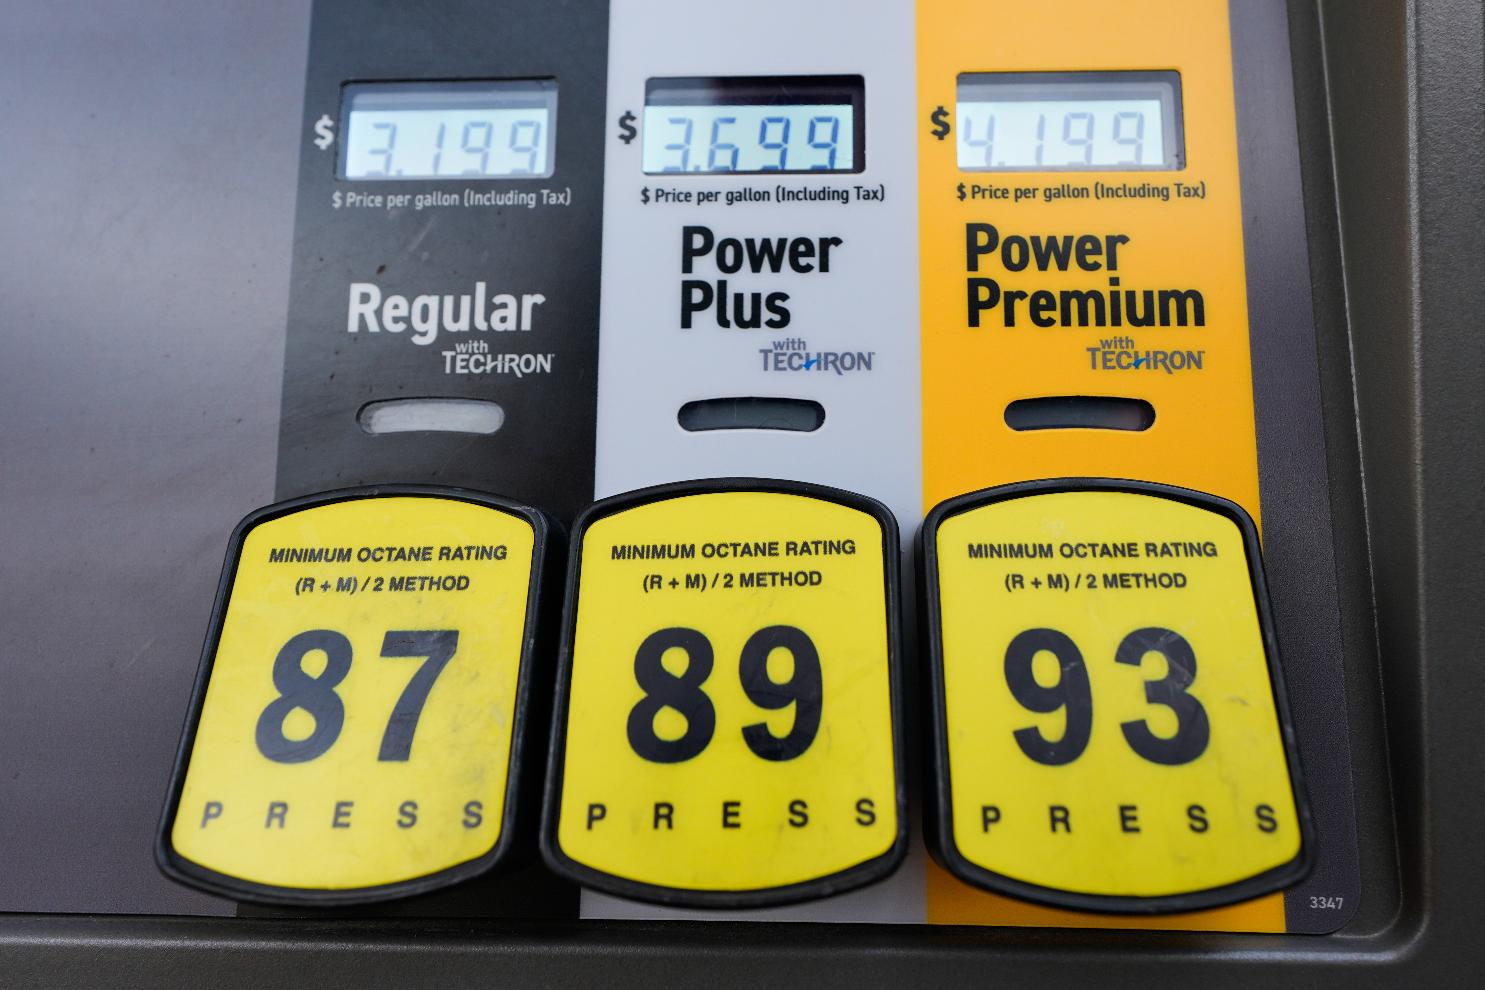 $ 3.199
$ Price per gallon (Including Tax)
Regular
with
TECHRON
$ 3.699
$ Price per gallon (Including Tax)
Power
Plus
with
TECHRON
$ 4.199
$ Price per gallon (Including Tax)
Power
Premium
with
TECHRON
MINIMUM OCTANE RATING
(R + M) / 2 METHOD
87
PRESS
MINIMUM OCTANE RATING
(R + M) / 2 METHOD
89
PRESS
MINIMUM OCTANE RATING
(R + M) / 2 METHOD
93
PRESS
3347